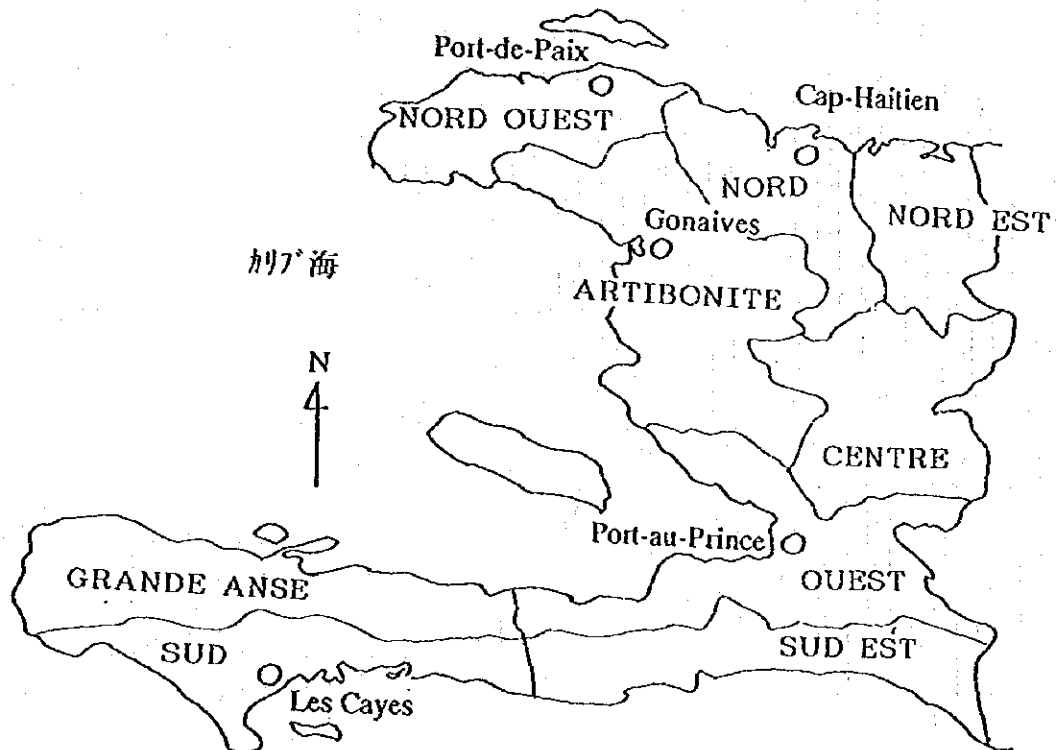 Port-de-Paix
Cap-Haitien
NORD OUEST
NORD
NORD EST
Gonaives
カリブ海
ARTIBONITE
N
CENTRE
Port-au-Prince
OUEST
GRANDE ANSE
SUD
SUD EST
Les Cayes